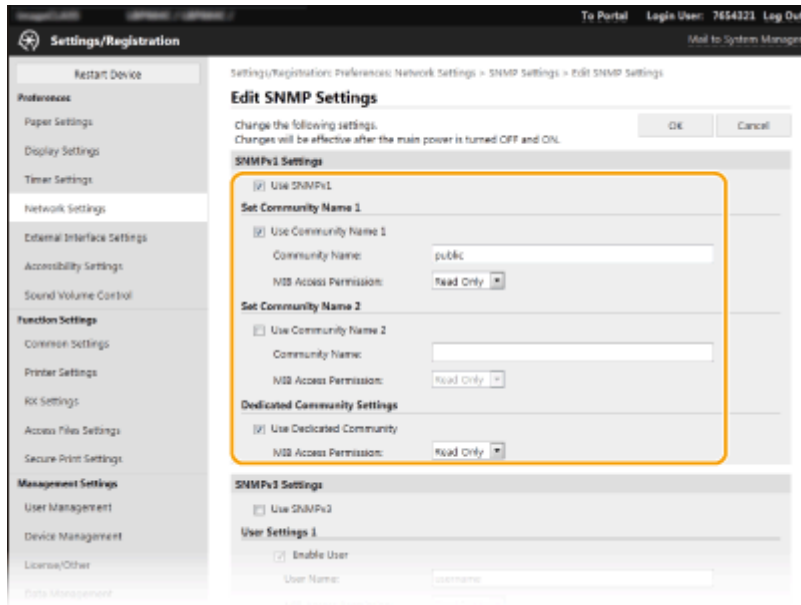 To Portal Login User: 7654321 Log Out
Settings/Registration
Mail to System Manager
Restart Device
Preferences
Paper Settings
Display Settings
Timer Settings
Network Settings
External Interface Settings
Accessibility Settings
Sound Volume Control
Function Settings
Common Settings
Printer Settings
RX Settings
Access Files Settings
Secure Print Settings
Management Settings
User Management
Device Management
License/Other
Data Management
Settings/Registration: Preferences: Network Settings > SNMP Settings > Edit SNMP Settings
Edit SNMP Settings
Change the following settings.
Changes will be effective after the main power is turned OFF and ON.
OK Cancel
SNMPv1 Settings
Use SNMPv1
Set Community Name 1
Use Community Name 1
Community Name: public
MIB Access Permission: Read Only
Set Community Name 2
Use Community Name 2
Community Name:
MIB Access Permission: Read Only
Dedicated Community Settings
Use Dedicated Community
MIB Access Permission: Read Only
SNMPv3 Settings
Use SNMPv3
User Settings 1
Enable User
User Name: username